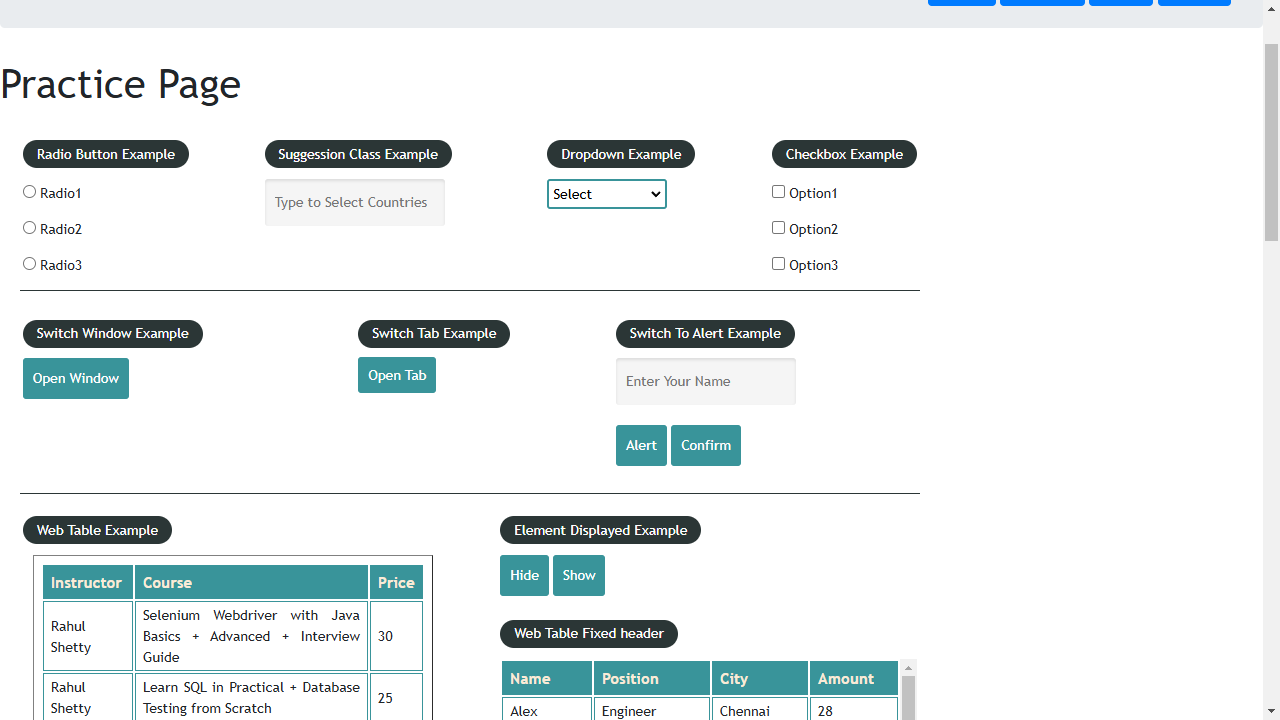 Practice Page
Radio Button Example
Suggession Class Example
Dropdown Example
Checkbox Example
Radio1
Type to Select Countries
Select
Option1
Radio2
Option2
Radio3
Option3
Switch Window Example
Switch Tab Example
Switch To Alert Example
Open Window
Open Tab
Enter Your Name
Alert
Confirm
Web Table Example
Element Displayed Example
Hide
Show
Instructor
Course
Price
Rahul
Shetty
Selenium Webdriver with Java
Basics + Advanced + Interview
Guide
30
Rahul
Shetty
Learn SQL in Practical + Database
Testing from Scratch
25
Web Table Fixed header
Name
Position
City
Amount
Alex
Engineer
Chennai
28